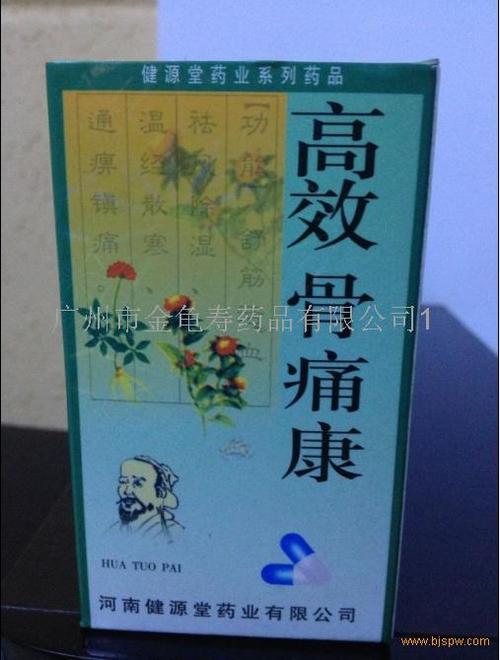 健源堂药业系列药品
高效骨痛康
【功能】舒筋血
祛除湿、
温经散寒、
通痹镇痛。
广州市金龟寿药品有限公司1
HUA TUO PAI
河南健源堂药业有限公司
www.bjspw.com